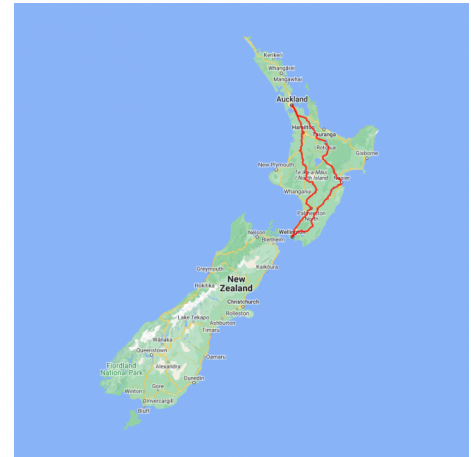 Kerikeri
Whangārei
Mangawhai
Auckland
Hamilton
Tauranga
Rotorua
Gisborne
New Plymouth
Te Ika-a-Māui
/North Island
Napier
Whanganui
Palmerston
North
Wellington
Nelson
Blenheim
Greymouth
Kaikōura
Hokitika
New
Zealand
Christchurch
Rolleston
Lake Tekapo
Ashburton
Timaru
Wānaka
Queenstown
Oamaru
Fiordland
National Park
Alexandra
Dunedin
Gore
Winton
Invercargill
Bluff